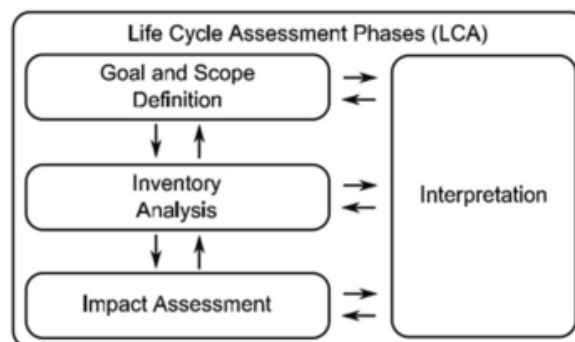 Life Cycle Assessment Phases (LCA)
Goal and Scope
Definition
Inventory
Analysis
Interpretation
Impact Assessment